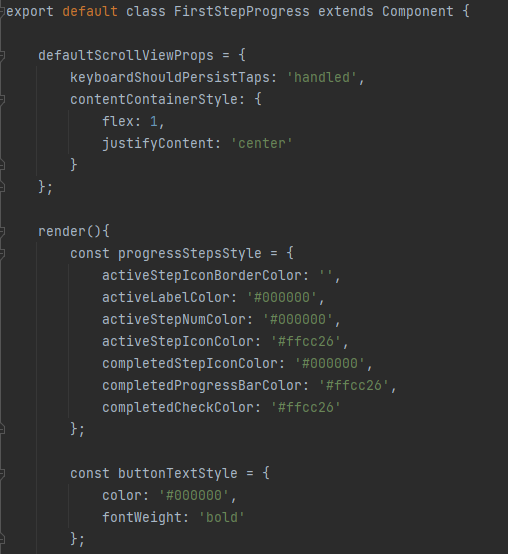 export default class FirstStepProgress extends Component {
defaultScrollViewProps = {
keyboardShouldPersistTaps: 'handled',
contentContainerStyle: {
flex: 1,
justifyContent: 'center'
}
};
render(){
const progressStepsStyle = {
activeStepIconBorderColor: '',
activeLabelColor: '#000000',
activeStepNumColor: '#000000',
activeStepIconColor: '#ffcc26',
completedStepIconColor: '#000000',
completedProgressBarColor: '#ffcc26',
completedCheckColor: '#ffcc26'
};
const buttonTextStyle = {
color: '#000000',
fontWeight: 'bold'
};